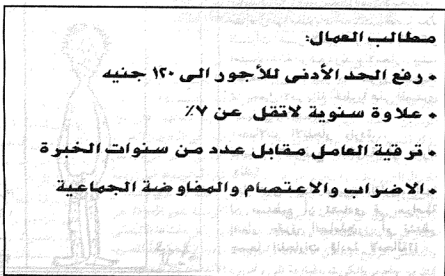 مطالب العمال:
• رفع الحد الأدنى للأجور الى ١٢٠ جنيه
• علاوة سنوية لاتقل عن ٧٪
• ترقية العامل مقابل عدد من سنوات الخبرة
• الاضراب والاعتصام والمفاوضة الجماعية